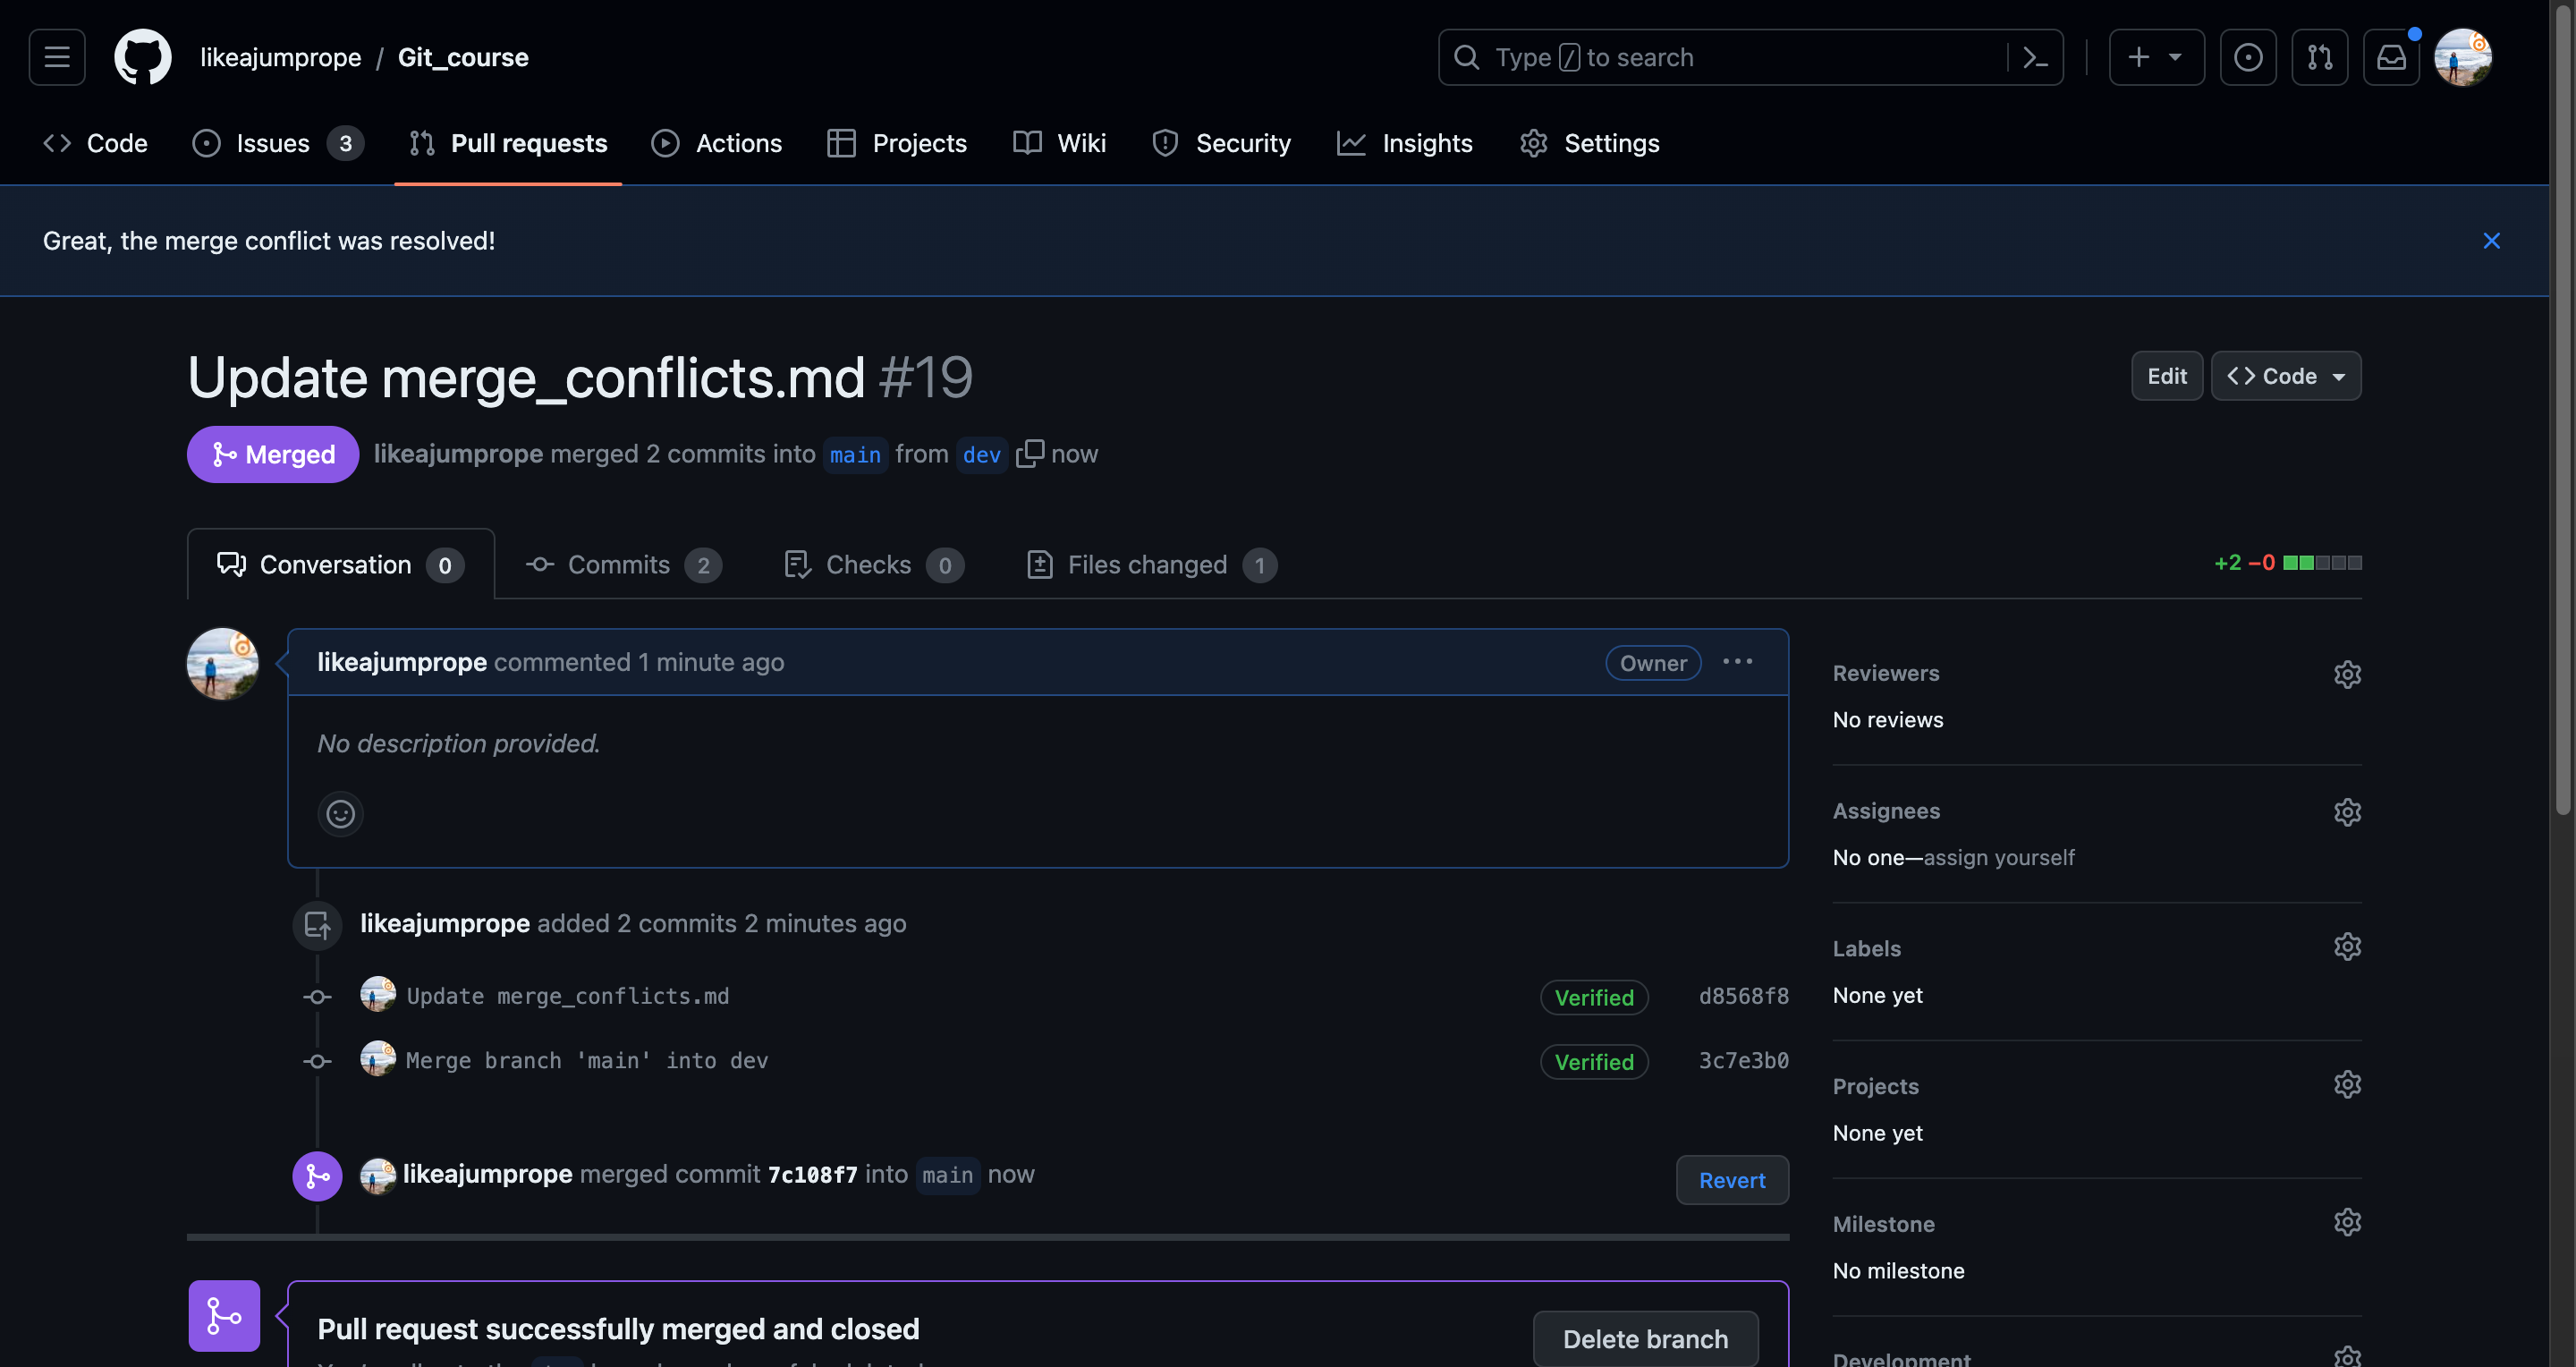 likeajumprope / Git_course
Type / to search
Code
Issues 3
Pull requests
Actions
Projects
Wiki
Security
Insights
Settings
Great, the merge conflict was resolved!
Update merge_conflicts.md #19
Edit
Code
Merged
likeajumprope merged 2 commits into main from dev now
Conversation 0
Commits 2
Checks 0
Files changed 1
+2 −0
likeajumprope commented 1 minute ago
Owner
No description provided.
likeajumprope added 2 commits 2 minutes ago
Update merge_conflicts.md
Verified
d8568f8
Merge branch 'main' into dev
Verified
3c7e3b0
likeajumprope merged commit 7c108f7 into main now
Revert
Pull request successfully merged and closed
Delete branch
Reviewers
No reviews
Assignees
No one—assign yourself
Labels
None yet
Projects
None yet
Milestone
No milestone
Development